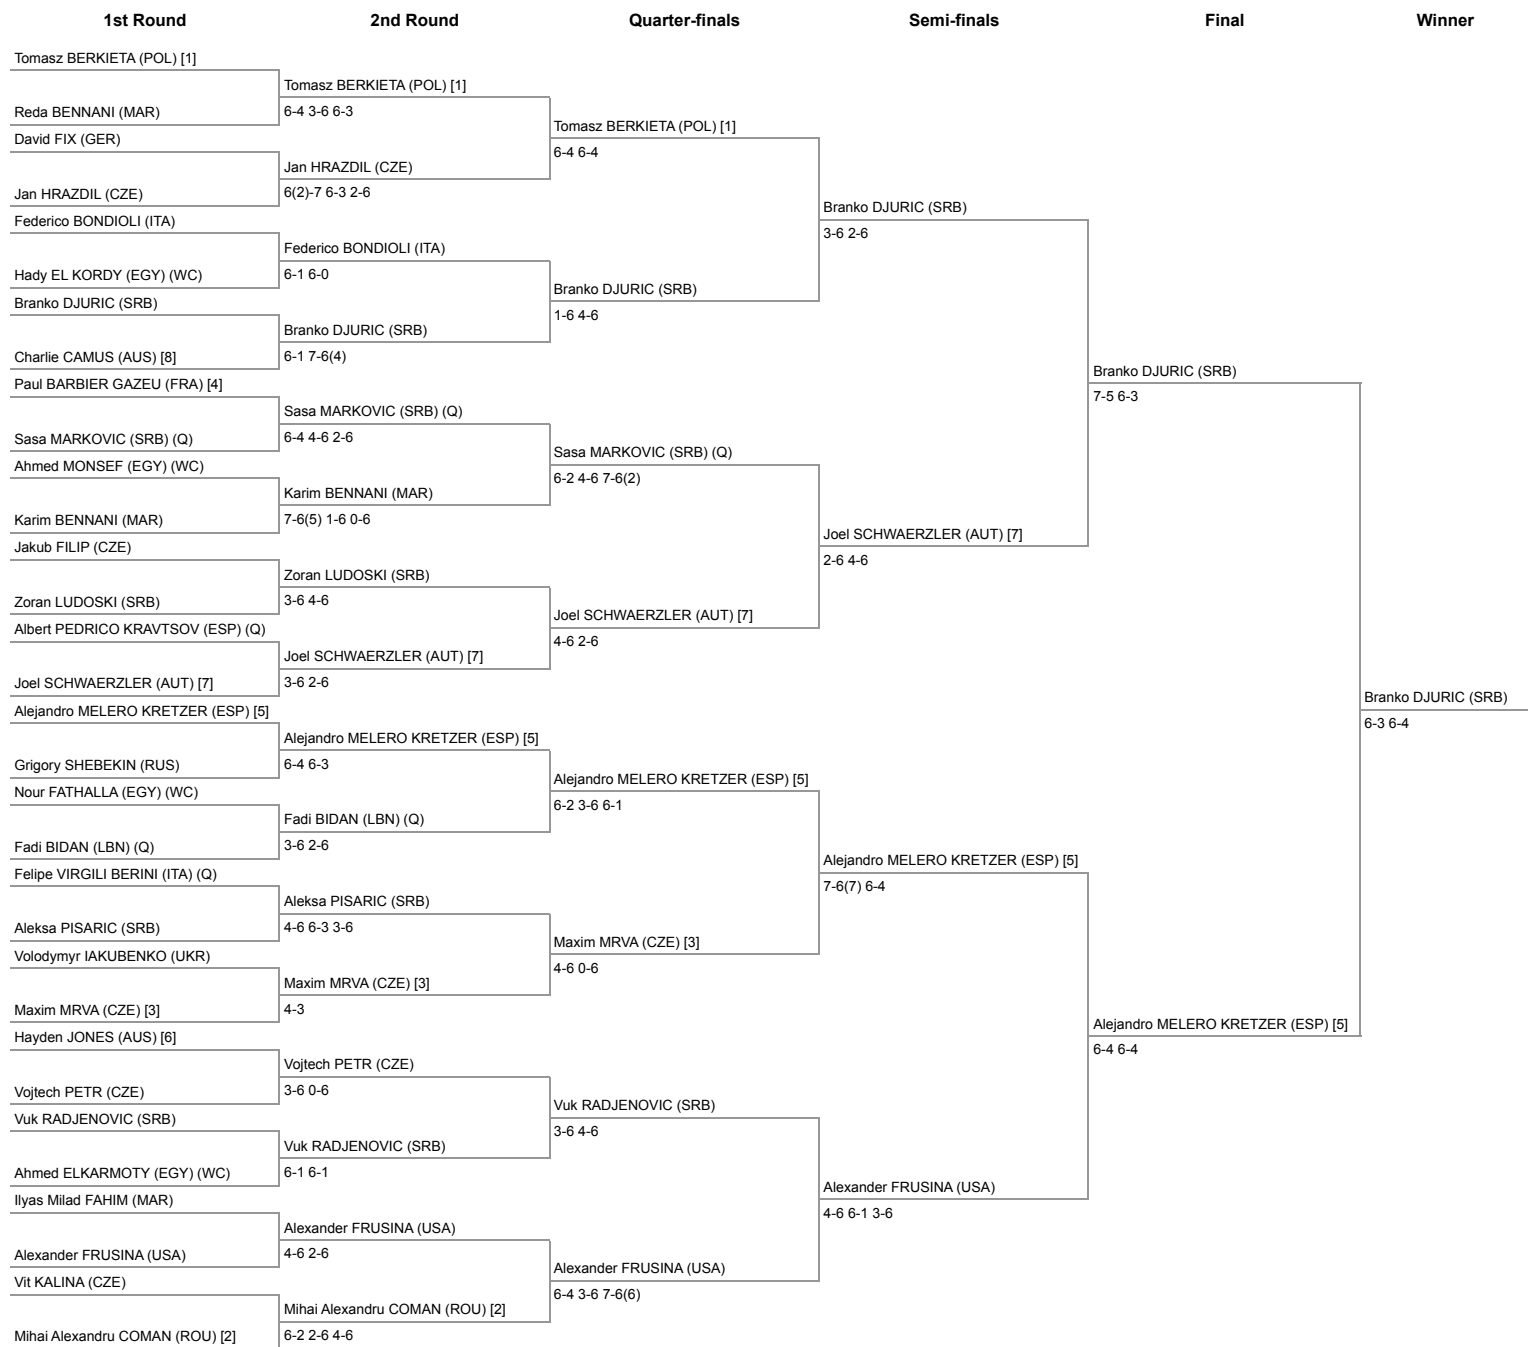 1st Round
2nd Round
Quarter-finals
Semi-finals
Final
Winner
Tomasz BERKIETA (POL) [1]
Reda BENNANI (MAR)
David FIX (GER)
Jan HRAZDIL (CZE)
Federico BONDIOLI (ITA)
Hady EL KORDY (EGY) (WC)
Branko DJURIC (SRB)
Charlie CAMUS (AUS) [8]
Paul BARBIER GAZEU (FRA) [4]
Sasa MARKOVIC (SRB) (Q)
Ahmed MONSEF (EGY) (WC)
Karim BENNANI (MAR)
Jakub FILIP (CZE)
Zoran LUDOSKI (SRB)
Albert PEDRICO KRAVTSOV (ESP) (Q)
Joel SCHWAERZLER (AUT) [7]
Alejandro MELERO KRETZER (ESP) [5]
Grigory SHEBEKIN (RUS)
Nour FATHALLA (EGY) (WC)
Fadi BIDAN (LBN) (Q)
Felipe VIRGILI BERINI (ITA) (Q)
Aleksa PISARIC (SRB)
Volodymyr IAKUBENKO (UKR)
Maxim MRVA (CZE) [3]
Hayden JONES (AUS) [6]
Vojtech PETR (CZE)
Vuk RADJENOVIC (SRB)
Ahmed ELKARMOTY (EGY) (WC)
Ilyas Milad FAHIM (MAR)
Alexander FRUSINA (USA)
Vit KALINA (CZE)
Mihai Alexandru COMAN (ROU) [2]
Tomasz BERKIETA (POL) [1]
6-4 3-6 6-3
Jan HRAZDIL (CZE)
6(2)-7 6-3 2-6
Federico BONDIOLI (ITA)
6-1 6-0
Branko DJURIC (SRB)
6-1 7-6(4)
Sasa MARKOVIC (SRB) (Q)
6-4 4-6 2-6
Karim BENNANI (MAR)
7-6(5) 1-6 0-6
Zoran LUDOSKI (SRB)
3-6 4-6
Joel SCHWAERZLER (AUT) [7]
3-6 2-6
Alejandro MELERO KRETZER (ESP) [5]
6-4 6-3
Fadi BIDAN (LBN) (Q)
3-6 2-6
Aleksa PISARIC (SRB)
4-6 6-3 3-6
Maxim MRVA (CZE) [3]
4-3
Vojtech PETR (CZE)
3-6 0-6
Vuk RADJENOVIC (SRB)
6-1 6-1
Alexander FRUSINA (USA)
4-6 2-6
Mihai Alexandru COMAN (ROU) [2]
6-2 2-6 4-6
Tomasz BERKIETA (POL) [1]
6-4 6-4
Branko DJURIC (SRB)
1-6 4-6
Sasa MARKOVIC (SRB) (Q)
6-2 4-6 7-6(2)
Joel SCHWAERZLER (AUT) [7]
4-6 2-6
Alejandro MELERO KRETZER (ESP) [5]
6-2 3-6 6-1
Maxim MRVA (CZE) [3]
4-6 0-6
Vuk RADJENOVIC (SRB)
3-6 4-6
Alexander FRUSINA (USA)
6-4 3-6 7-6(6)
Branko DJURIC (SRB)
3-6 2-6
Joel SCHWAERZLER (AUT) [7]
2-6 4-6
Alejandro MELERO KRETZER (ESP) [5]
7-6(7) 6-4
Alexander FRUSINA (USA)
4-6 6-1 3-6
Branko DJURIC (SRB)
7-5 6-3
Alejandro MELERO KRETZER (ESP) [5]
6-4 6-4
Branko DJURIC (SRB)
6-3 6-4